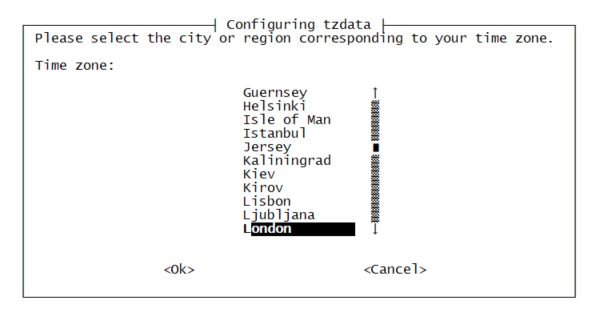 Configuring tzdata
Please select the city or region corresponding to your time zone.
Time zone:
Guernsey
Helsinki
Isle of Man
Istanbul
Jersey
Kaliningrad
Kiev
Kirov
Lisbon
Ljubljana
London
<Ok> <Cancel>